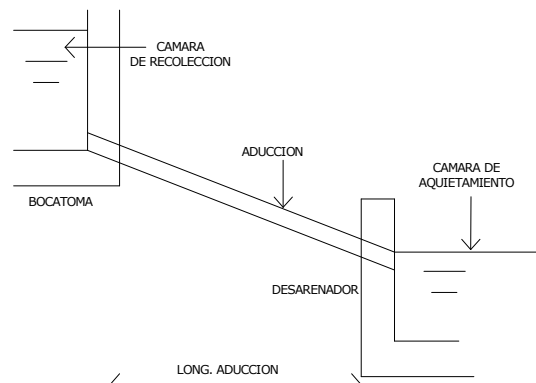 CAMARA
DE RECOLECCION
ADUCCION
CAMARA DE
AQUIETAMIENTO
BOCATOMA
DESARENADOR
LONG. ADUCCION